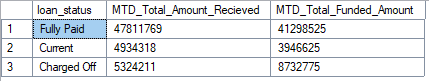 loan_status MTD_Total_Amount_Recieved MTD_Total_Funded_Amount
1 Fully Paid 47811769 41298525
2 Current 4934318 3946625
3 Charged Off 5324211 8732775